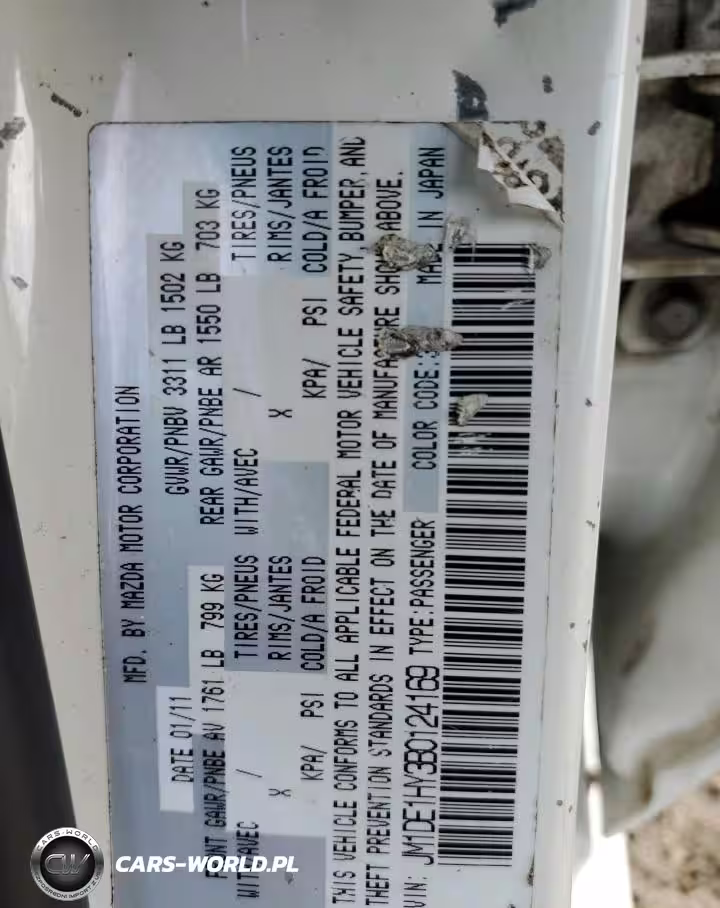 MFD. BY MAZDA MOTOR CORPORATION
DATE 01/11 GVWR/PNBV 3311 LB 1502 KG
FRONT GAWR/PNBE AV 1761 LB 799 KG REAR GAWR/PNBE AR 1550 LB 703 KG
WITH/AVEC TIRES/PNEUS WITH/AVEC TIRES/PNEUS
X / RIMS/JANTES X / RIMS/JANTES
KPA/ PSI COLD/A FROID KPA/ PSI COLD/A FROID
THIS VEHICLE CONFORMS TO ALL APPLICABLE FEDERAL MOTOR VEHICLE SAFETY, BUMPER, AND
THEFT PREVENTION STANDARDS IN EFFECT ON THE DATE OF MANUFACTURE SHOWN ABOVE.
VIN: JM1DE1HY3B0124169 TYPE:PASSENGER COLOR CODE: MADE IN JAPAN
CARS-WORLD
CW
CARS-WORLD.PL